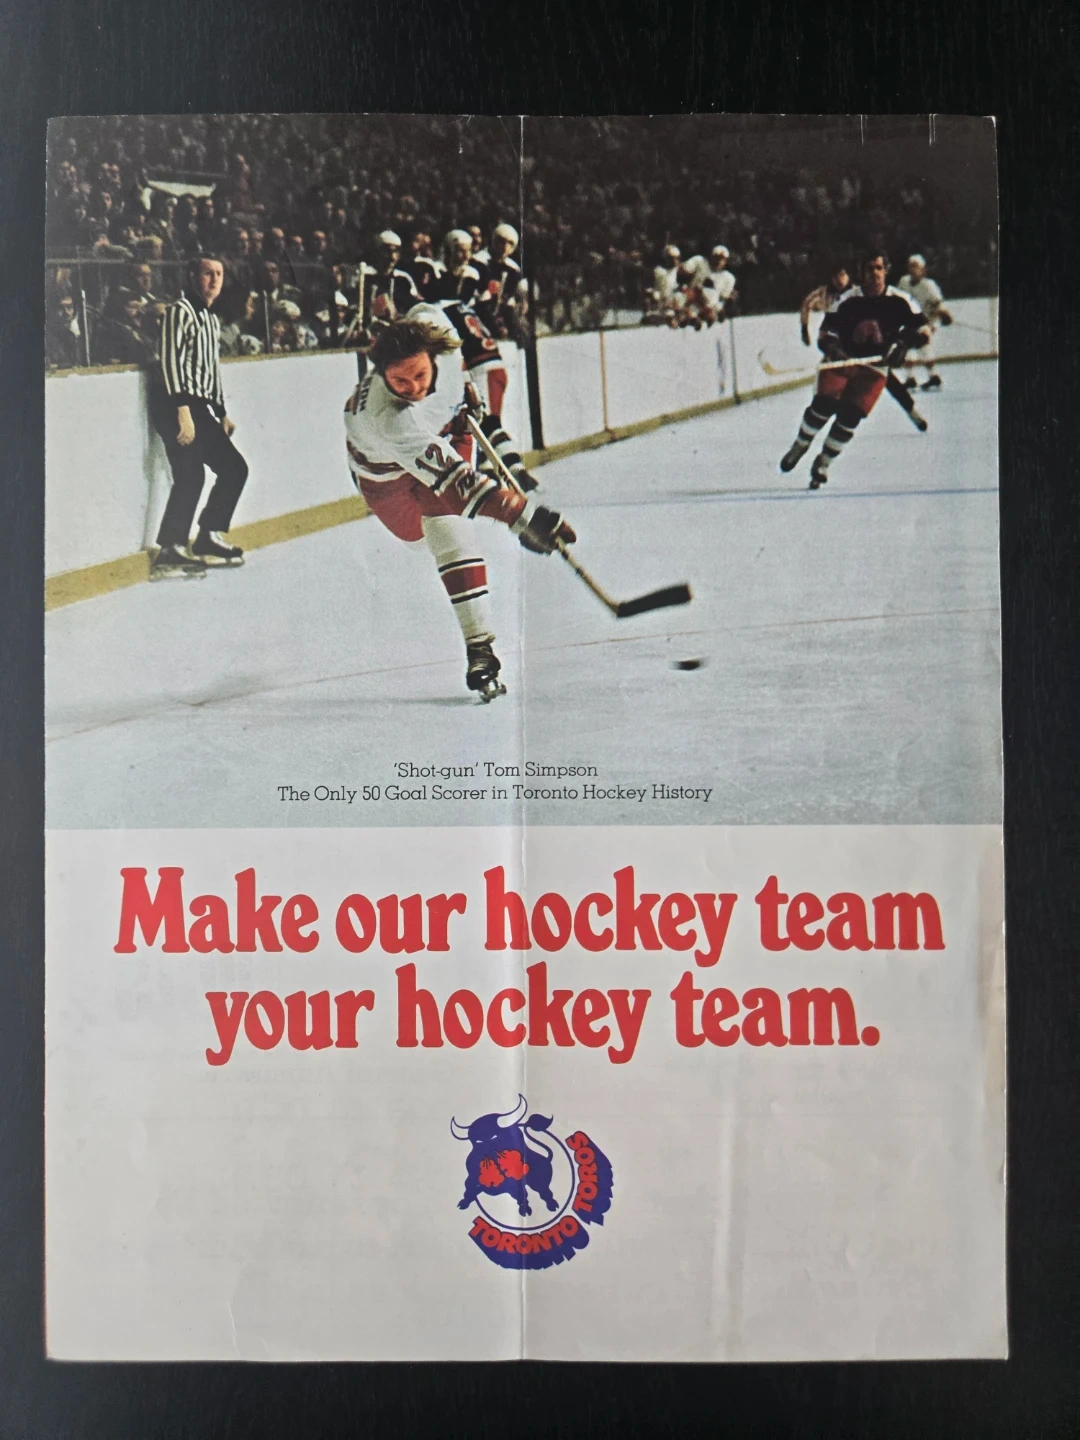 12
'Shot-gun' Tom Simpson
The Only 50 Goal Scorer in Toronto Hockey History
Make our hockey team
your hockey team.
TORONTO TOROS